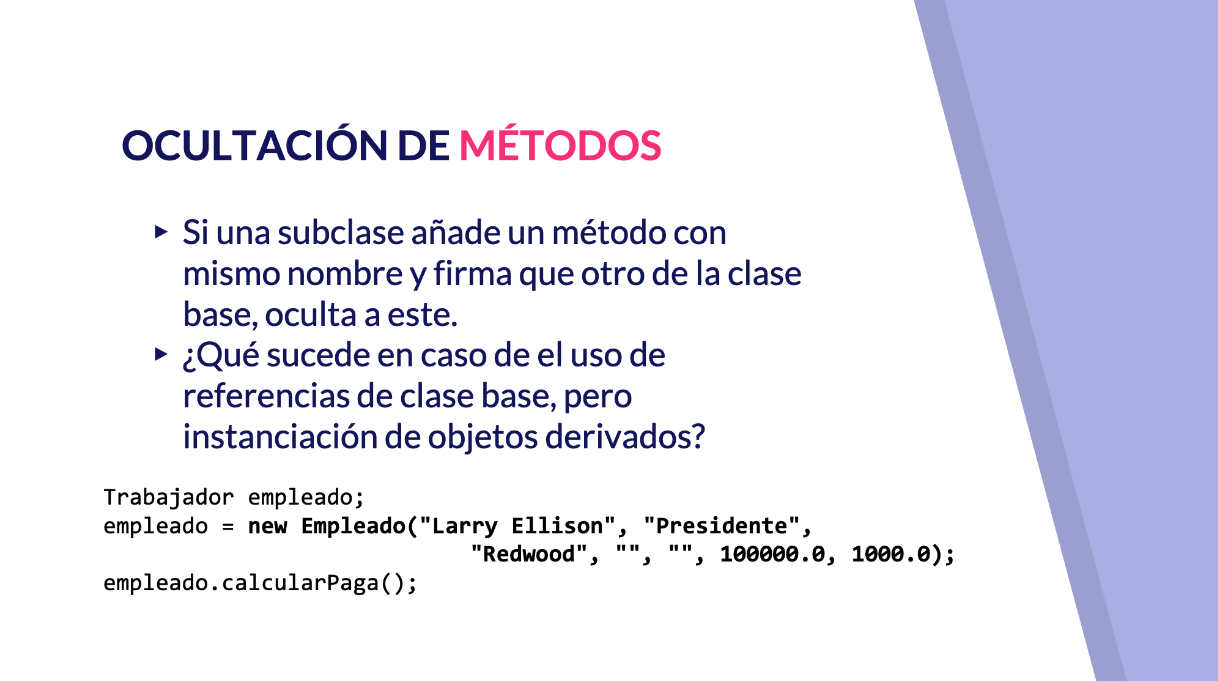 OCULTACIÓN DE MÉTODOS
▸ Si una subclase añade un método con
mismo nombre y firma que otro de la clase
base, oculta a este.
▸ ¿Qué sucede en caso de el uso de
referencias de clase base, pero
instanciación de objetos derivados?
Trabajador empleado;
empleado = new Empleado("Larry Ellison", "Presidente",
"Redwood", "", "", 100000.0, 1000.0);
empleado.calcularPaga();